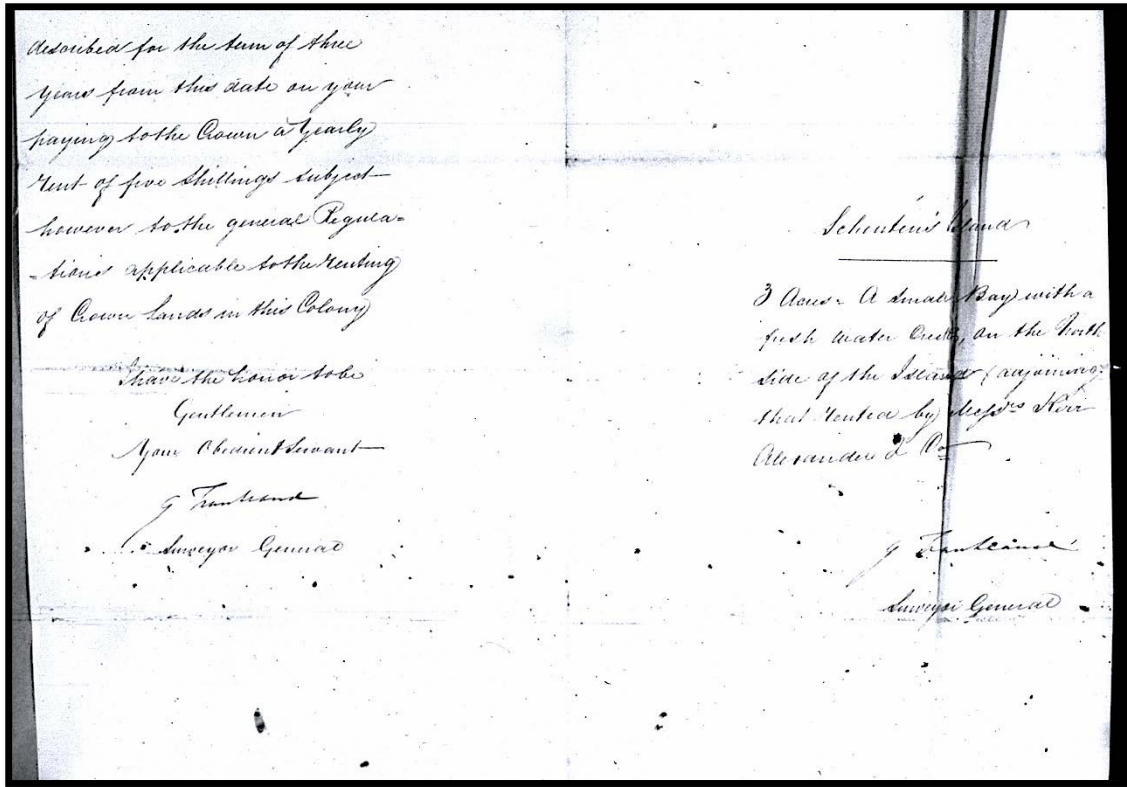 described for the term of three
Years from this date on your
paying to the Crown a Yearly
Rent of five Shillings subject
however to the general Regula=
=tions applicable to the renting
of Crown Lands in this Colony
I have the honor to be
Gentlemen
Your Obedient Servant
G Frankland
Surveyor General
Schouten's Island
3 Acres - A small Bay with a
fresh water Creek, on the North
side of the Island (adjoining
that rented by Messrs Kerr
Alexander & Co
G Frankland
Surveyor General